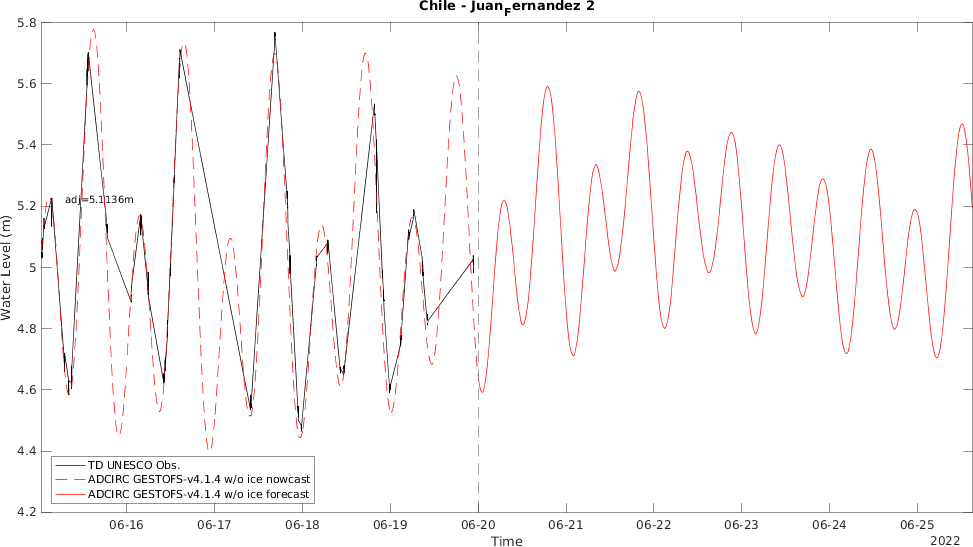 Chile - Juan_Fernandez 2
5.8
5.6
5.4
5.2
5
4.8
4.6
4.4
4.2
Water Level (m)
adj=5.1136m
TD UNESCO Obs.
ADCIRC GESTOFS-v4.1.4 w/o ice nowcast
ADCIRC GESTOFS-v4.1.4 w/o ice forecast
06-16 06-17 06-18 06-19 06-20 06-21 06-22 06-23 06-24 06-25
Time
2022